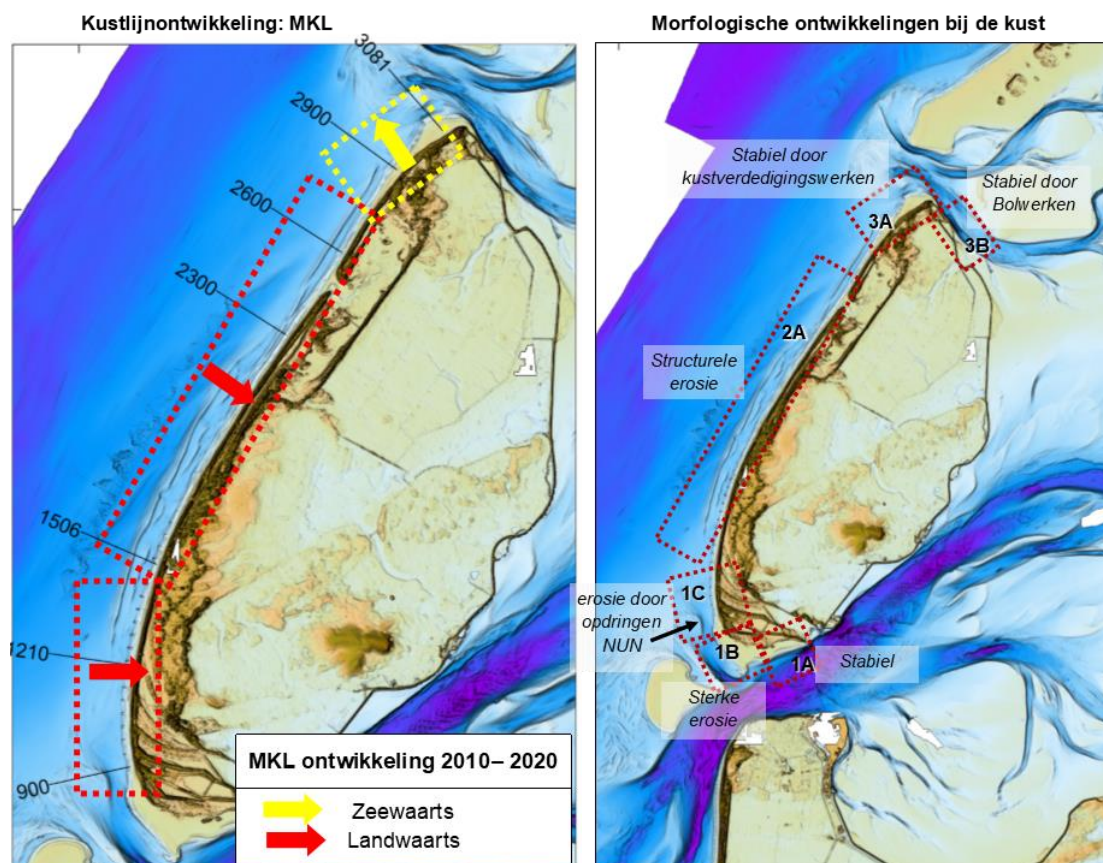 Kustlijnontwikkeling: MKL
3081
2900
2600
2300
1506
1210
900
MKL ontwikkeling 2010– 2020
Zeewaarts
Landwaarts
Morfologische ontwikkelingen bij de kust
Stabiel door
kustverdedigingswerken
Stabiel door
Bolwerken
3A
3B
2A
Structurele
erosie
1C
erosie door
opdringen
NUN
1B
1A
Stabiel
Sterke
erosie